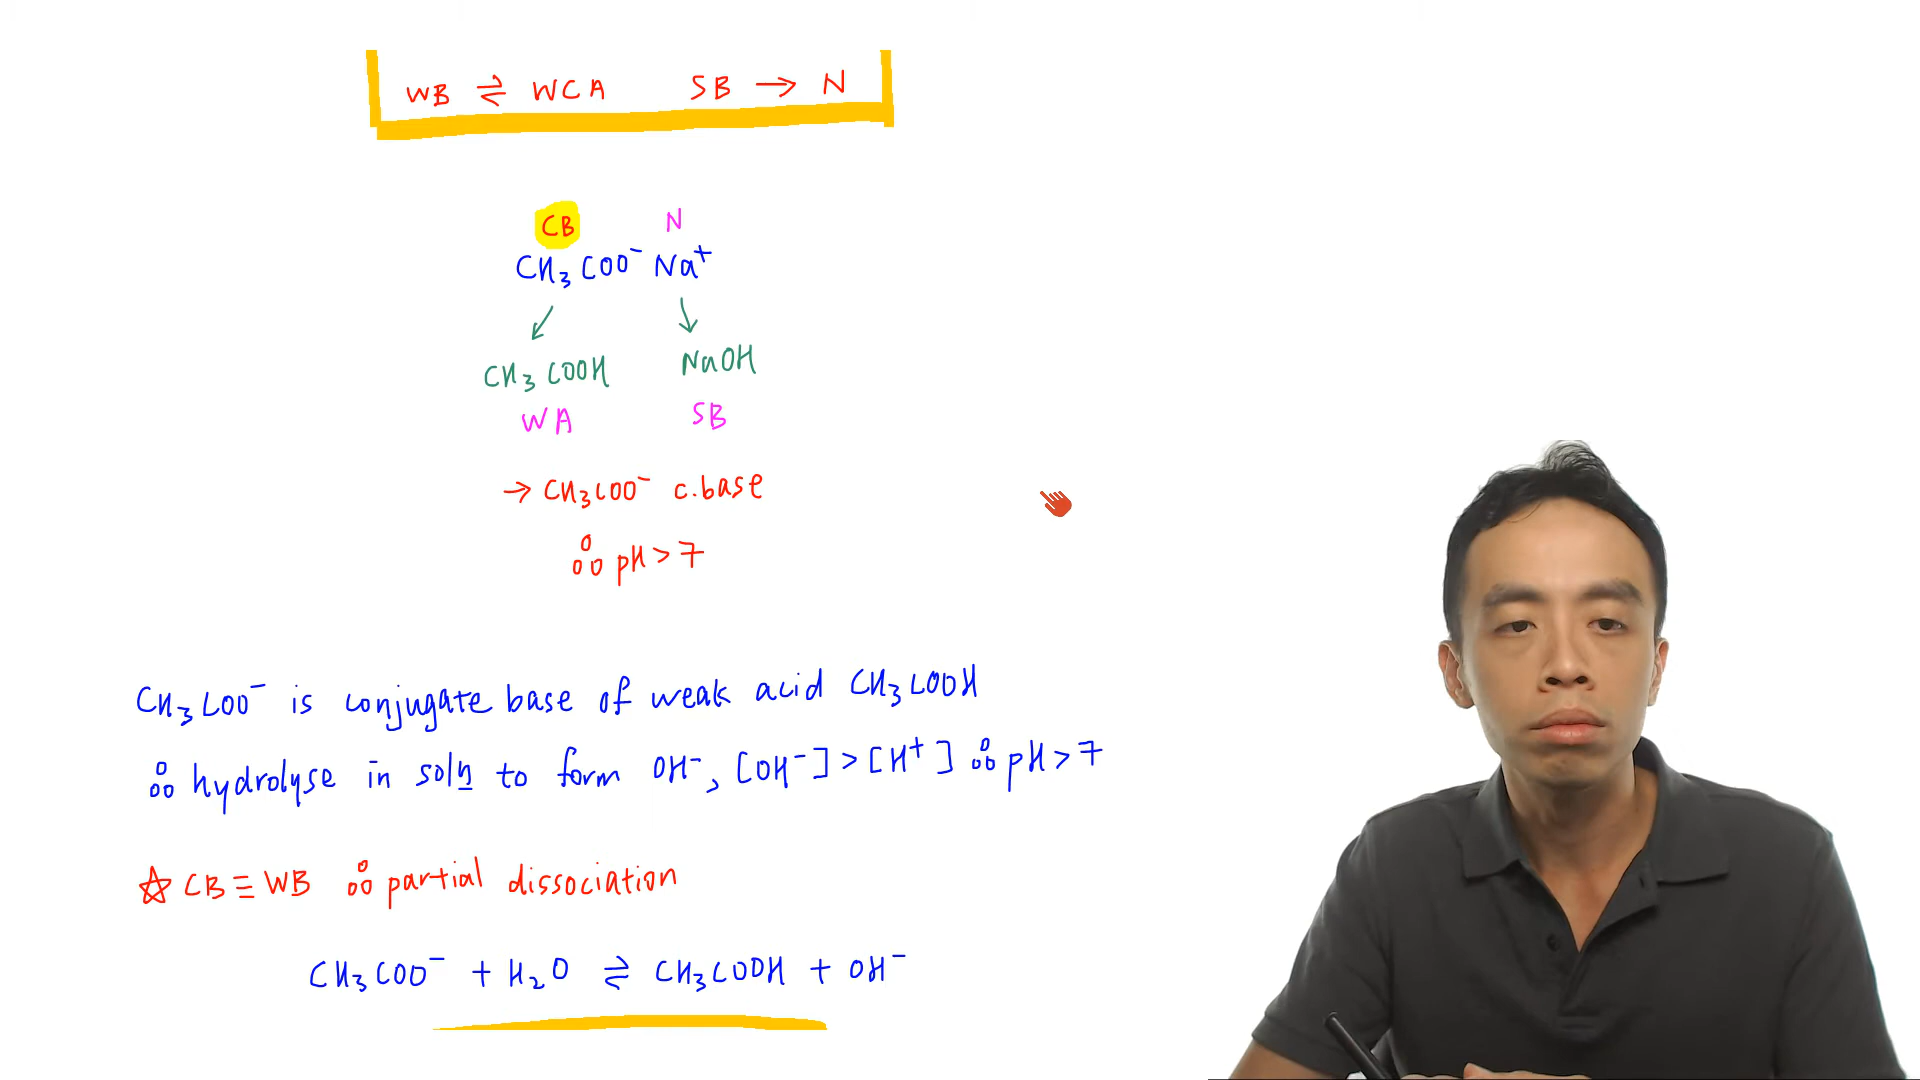 WB ⇌ WCA SB → N
CB N
CH₃COO⁻ Na⁺
CH₃COOH NaOH
WA SB
→ CH₃COO⁻ c.base
∴ pH > 7
CH₃COO⁻ is conjugate base of weak acid CH₃COOH
∴ hydrolyse in soln to form OH⁻, [OH⁻] > [H⁺] ∴ pH > 7
☆ CB ≡ WB ∴ partial dissociation
CH₃COO⁻ + H₂O ⇌ CH₃COOH + OH⁻